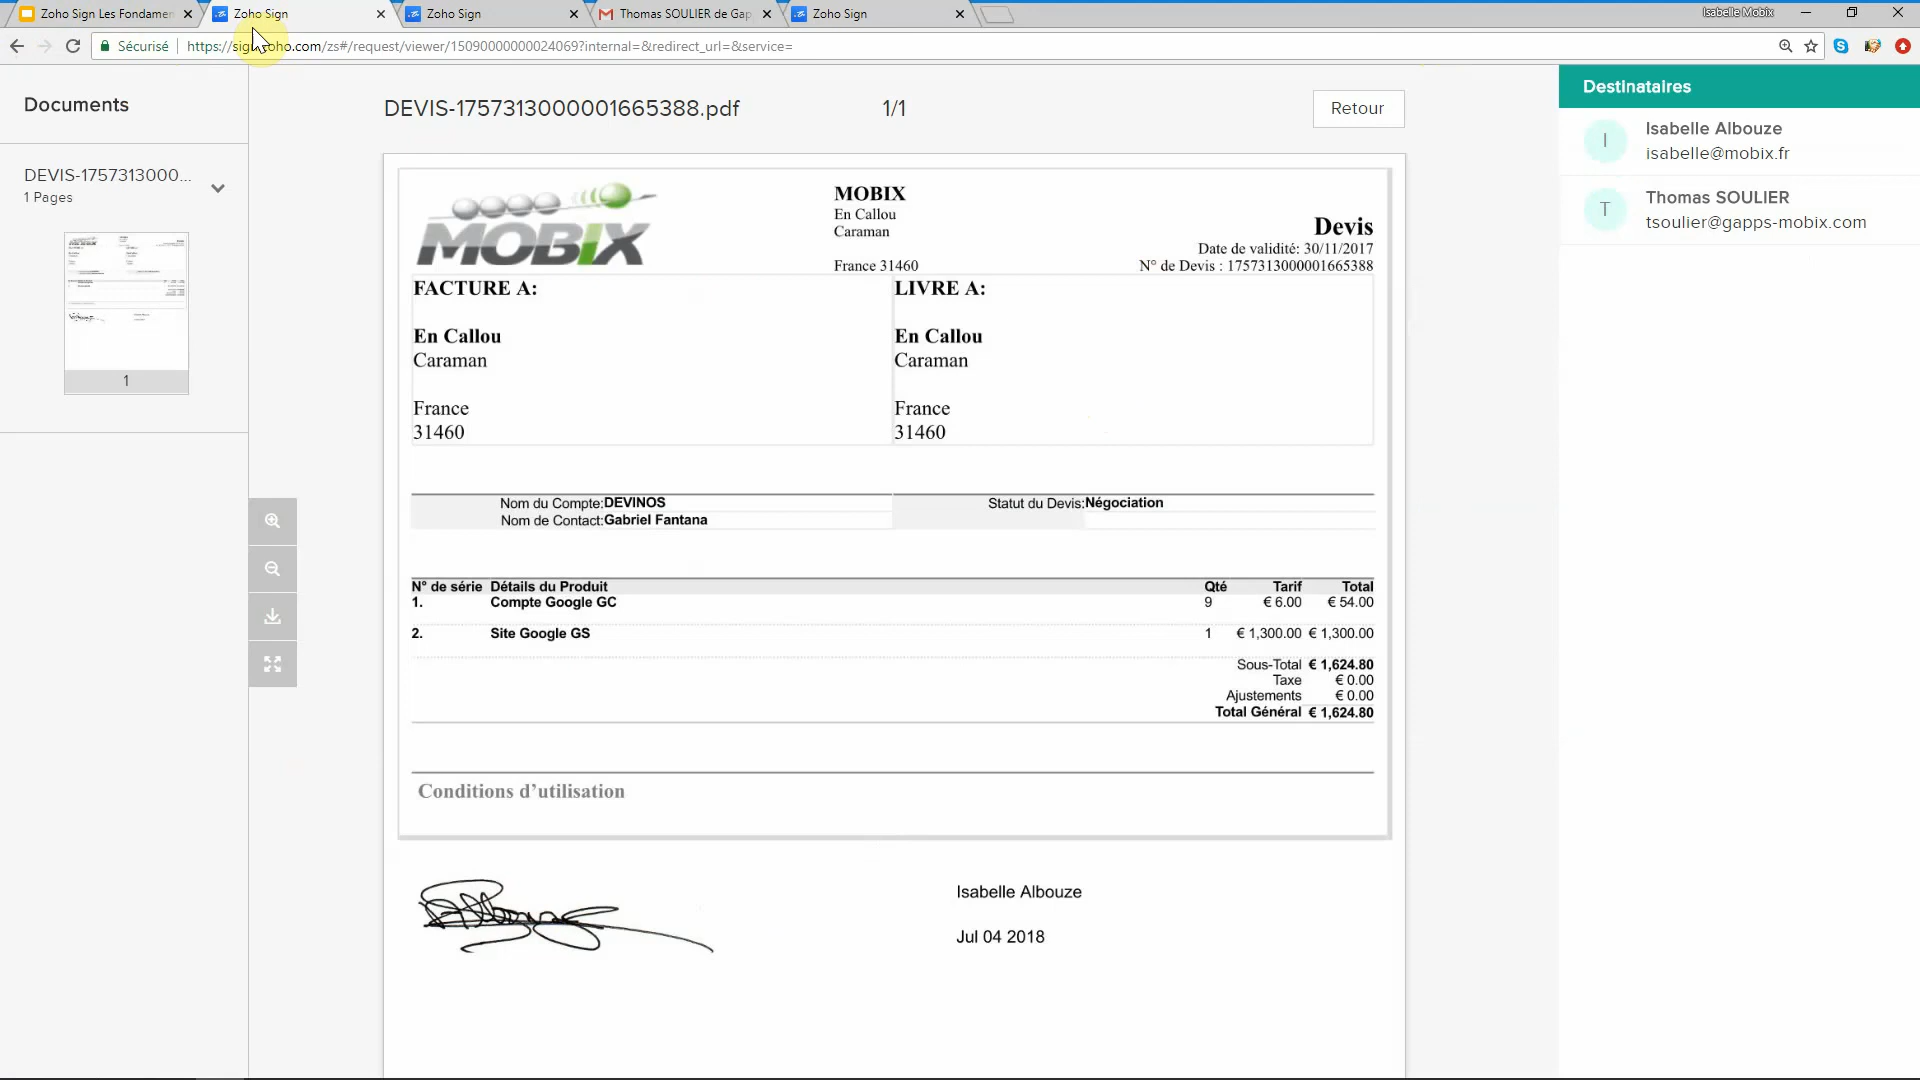 Zoho Sign Les Fondamen
Zoho Sign
Zoho Sign
Thomas SOULIER de Gap
Zoho Sign
Isabelle Mobix
Sécurisé
https://sign.zoho.com/zs#/request/viewer/15090000000024069?internal=&redirect_url=&service=
Documents
DEVIS-1757313000001665388.pdf
1/1
Retour
Destinataires
DEVIS-1757313000...
1 Pages
1
I
Isabelle Albouze
isabelle@mobix.fr
T
Thomas SOULIER
tsoulier@gapps-mobix.com
MOBIX
MOBIX
En Callou
Caraman
France 31460
Devis
Date de validité: 30/11/2017
N° de Devis : 1757313000001665388
FACTURE A:
En Callou
Caraman
France
31460
LIVRE A:
En Callou
Caraman
France
31460
Nom du Compte:DEVINOS
Nom de Contact:Gabriel Fantana
Statut du Devis:Négociation
N° de série Détails du Produit Qté Tarif Total
1. Compte Google GC 9 € 6.00 € 54.00
2. Site Google GS 1 € 1,300.00 € 1,300.00
Sous-Total € 1,624.80
Taxe € 0.00
Ajustements € 0.00
Total Général € 1,624.80
Conditions d'utilisation
Isabelle Albouze
Jul 04 2018